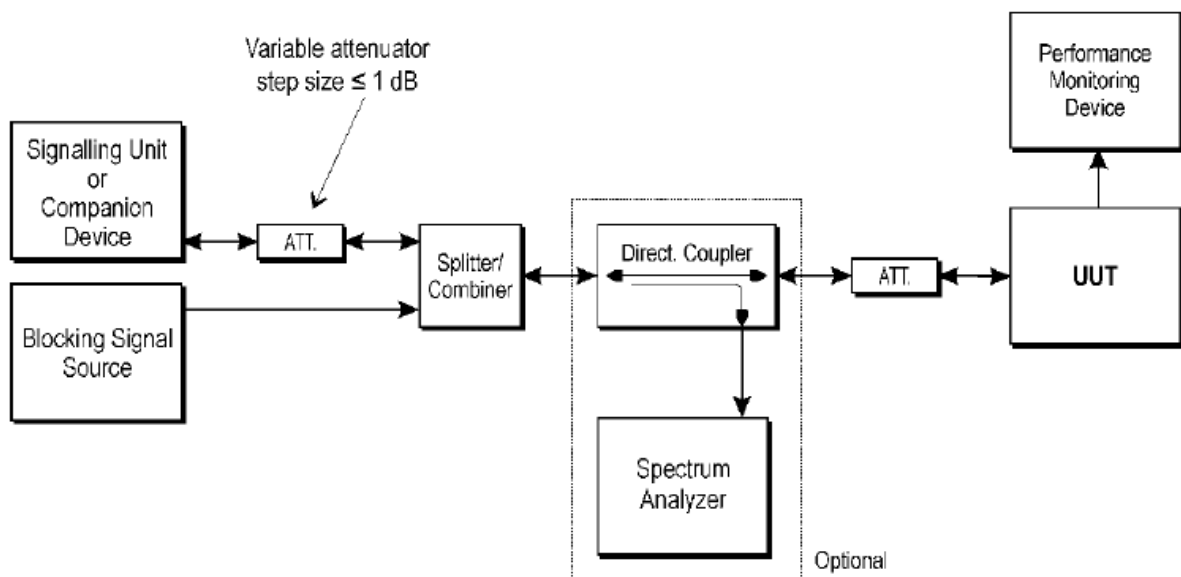 Variable attenuator
step size ≤ 1 dB
Performance
Monitoring
Device
Signalling Unit
or
Companion
Device
ATT.
Splitter/
Combiner
Direct. Coupler
ATT.
UUT
Blocking Signal
Source
Spectrum
Analyzer
Optional